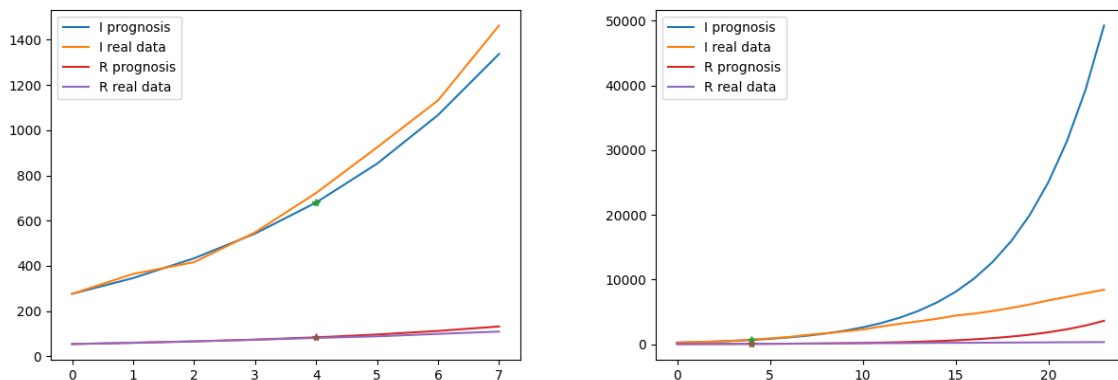 I prognosis
I real data
R prognosis
R real data
1400
1200
1000
800
600
400
200
0
0 1 2 3 4 5 6 7
I prognosis
I real data
R prognosis
R real data
50000
40000
30000
20000
10000
0
0 5 10 15 20